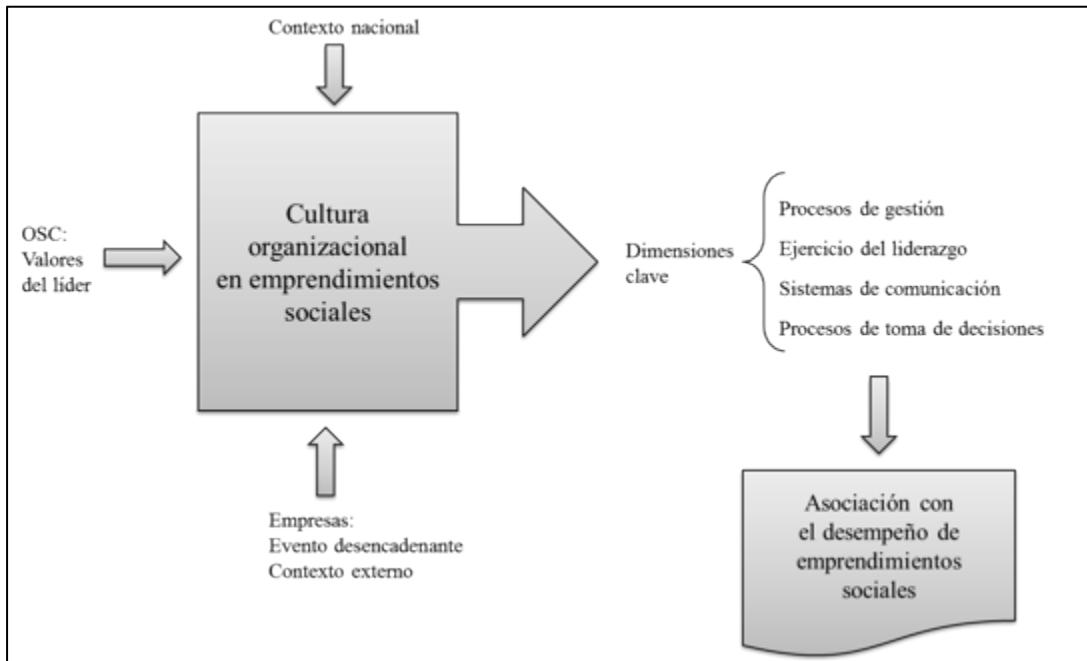 Contexto nacional
OSC:
Valores
del líder
Cultura
organizacional
en emprendimientos
sociales
Empresas:
Evento desencadenante
Contexto externo
Dimensiones
clave
Procesos de gestión
Ejercicio del liderazgo
Sistemas de comunicación
Procesos de toma de decisiones
Asociación con
el desempeño de
emprendimientos
sociales